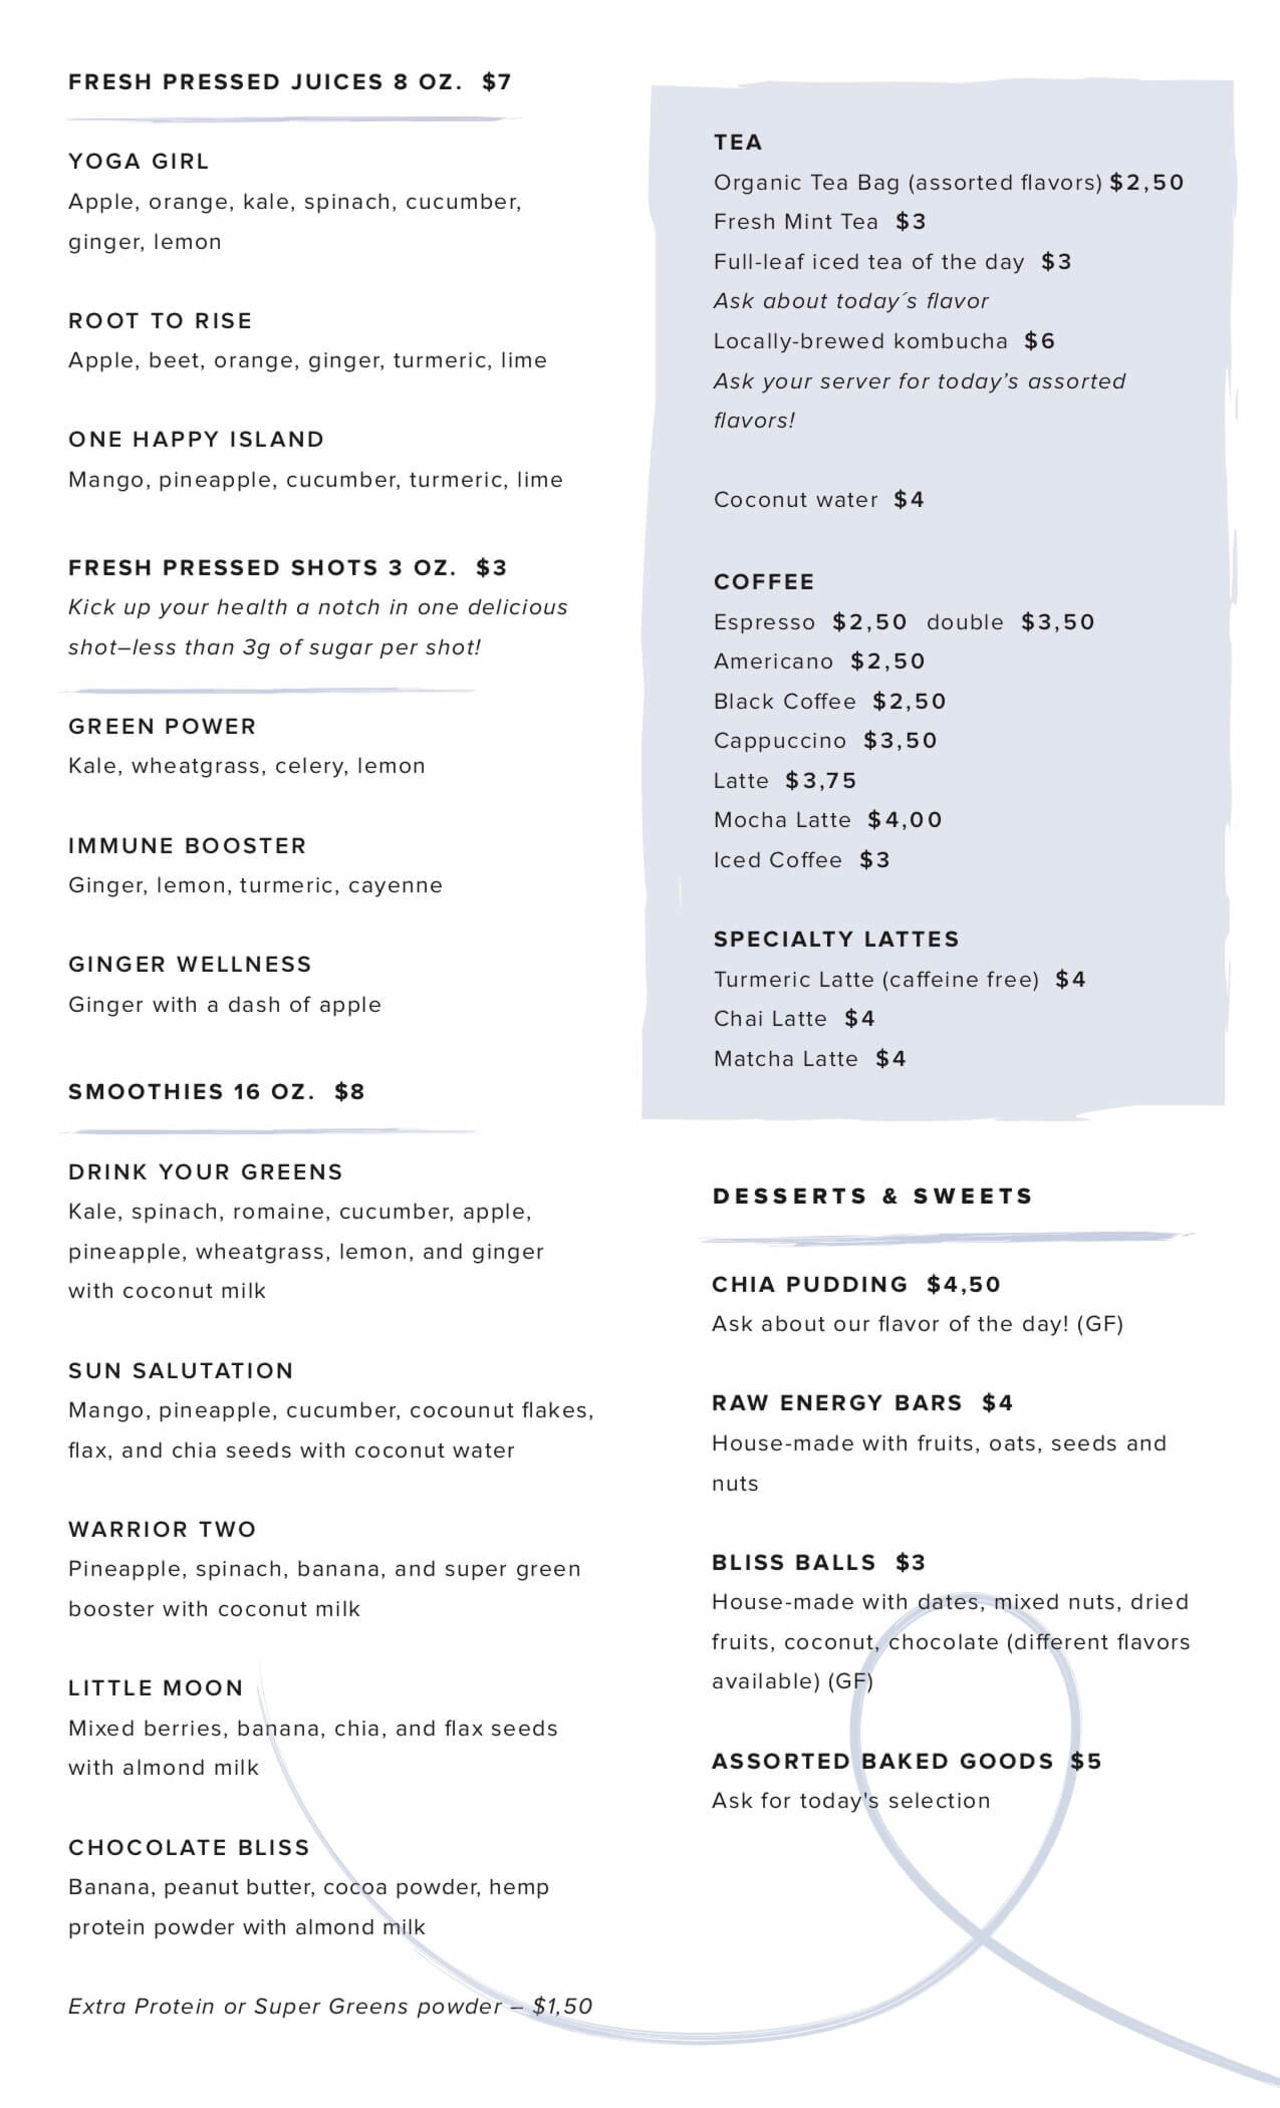 FRESH PRESSED JUICES 8 OZ. $7
YOGA GIRL
Apple, orange, kale, spinach, cucumber,
ginger, lemon
ROOT TO RISE
Apple, beet, orange, ginger, turmeric, lime
ONE HAPPY ISLAND
Mango, pineapple, cucumber, turmeric, lime
FRESH PRESSED SHOTS 3 OZ. $3
Kick up your health a notch in one delicious
shot–less than 3g of sugar per shot!
GREEN POWER
Kale, wheatgrass, celery, lemon
IMMUNE BOOSTER
Ginger, lemon, turmeric, cayenne
GINGER WELLNESS
Ginger with a dash of apple
SMOOTHIES 16 OZ. $8
DRINK YOUR GREENS
Kale, spinach, romaine, cucumber, apple,
pineapple, wheatgrass, lemon, and ginger
with coconut milk
SUN SALUTATION
Mango, pineapple, cucumber, cocounut flakes,
flax, and chia seeds with coconut water
WARRIOR TWO
Pineapple, spinach, banana, and super green
booster with coconut milk
LITTLE MOON
Mixed berries, banana, chia, and flax seeds
with almond milk
CHOCOLATE BLISS
Banana, peanut butter, cocoa powder, hemp
protein powder with almond milk
Extra Protein or Super Greens powder – $1,50
TEA
Organic Tea Bag (assorted flavors) $2,50
Fresh Mint Tea $3
Full-leaf iced tea of the day $3
Ask about today´s flavor
Locally-brewed kombucha $6
Ask your server for today’s assorted
flavors!
Coconut water $4
COFFEE
Espresso $2,50 double $3,50
Americano $2,50
Black Coffee $2,50
Cappuccino $3,50
Latte $3,75
Mocha Latte $4,00
Iced Coffee $3
SPECIALTY LATTES
Turmeric Latte (caffeine free) $4
Chai Latte $4
Matcha Latte $4
DESSERTS & SWEETS
CHIA PUDDING $4,50
Ask about our flavor of the day! (GF)
RAW ENERGY BARS $4
House-made with fruits, oats, seeds and
nuts
BLISS BALLS $3
House-made with dates, mixed nuts, dried
fruits, coconut, chocolate (different flavors
available) (GF)
ASSORTED BAKED GOODS $5
Ask for today's selection